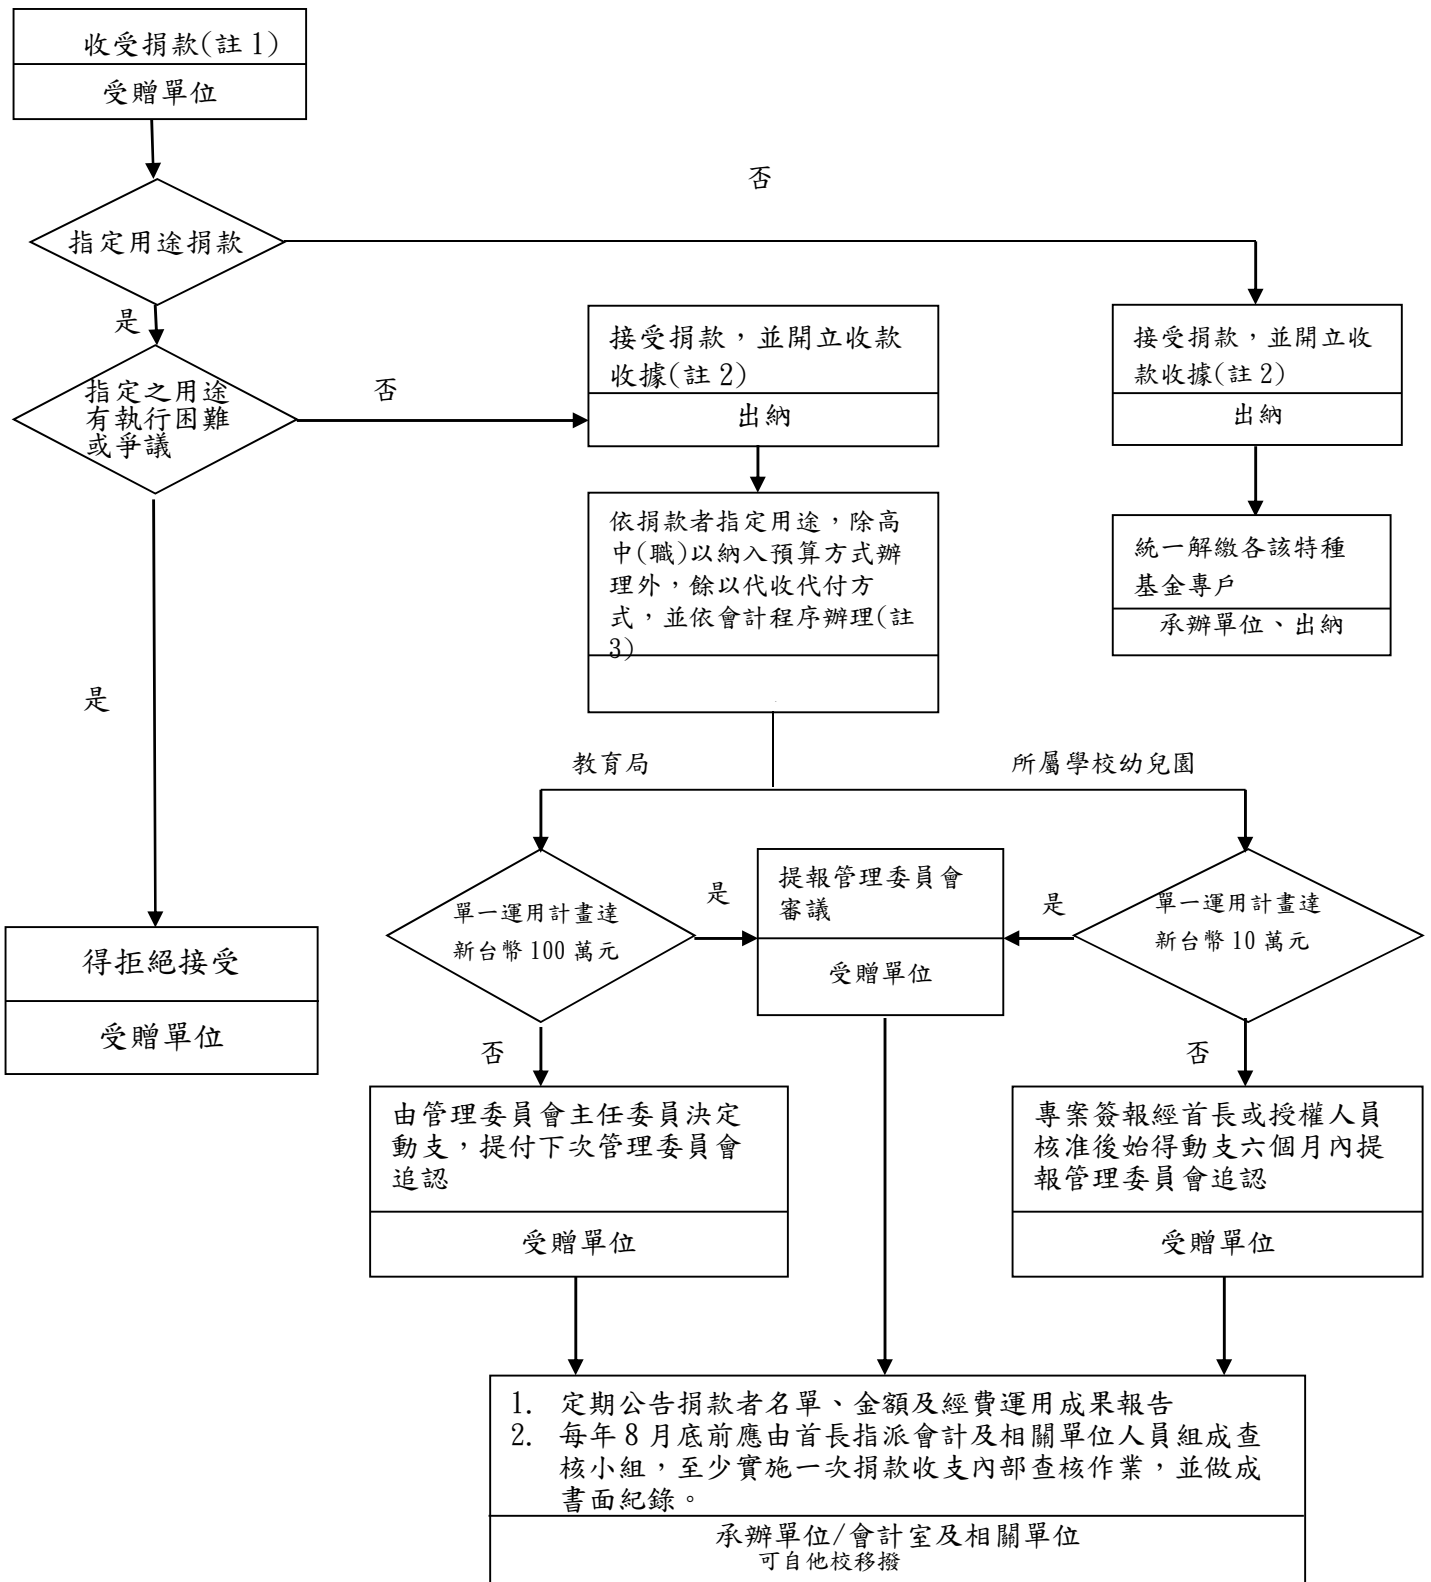 收受捐款(註 1)
受贈單位
否
指定用途捐款
是
接受捐款，並開立收款
收據(註 2)
出納
接受捐款，並開立收
款收據(註 2)
出納
指定之用途
有執行困難
或爭議
否
依捐款者指定用途，除高
中(職)以納入預算方式辦
理外，餘以代收代付方
式，並依會計程序辦理(註
3)
統一解繳各該特種
基金專戶
承辦單位、出納
是
教育局
所屬學校幼兒園
單一運用計畫達
新台幣 100 萬元
是
提報管理委員會
審議
受贈單位
是
單一運用計畫達
新台幣 10 萬元
得拒絕接受
受贈單位
否
否
由管理委員會主任委員決定
動支，提付下次管理委員會
追認
受贈單位
專案簽報經首長或授權人員
核准後始得動支六個月內提
報管理委員會追認
受贈單位
1. 定期公告捐款者名單、金額及經費運用成果報告
2. 每年 8 月底前應由首長指派會計及相關單位人員組成查
核小組，至少實施一次捐款收支內部查核作業，並做成
書面紀錄。
承辦單位/會計室及相關單位
可自他校移撥